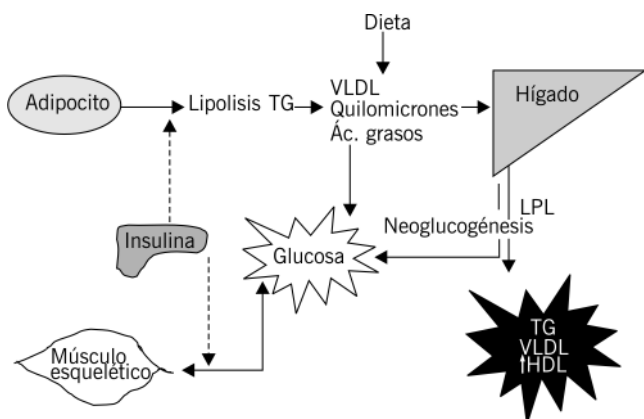 Dieta
Adipocito
Lipolisis TG
VLDL
Quilomicrones
Ác. grasos
Hígado
LPL
Neoglucogénesis
Insulina
Glucosa
Músculo
esquelético
TG
VLDL
↑HDL